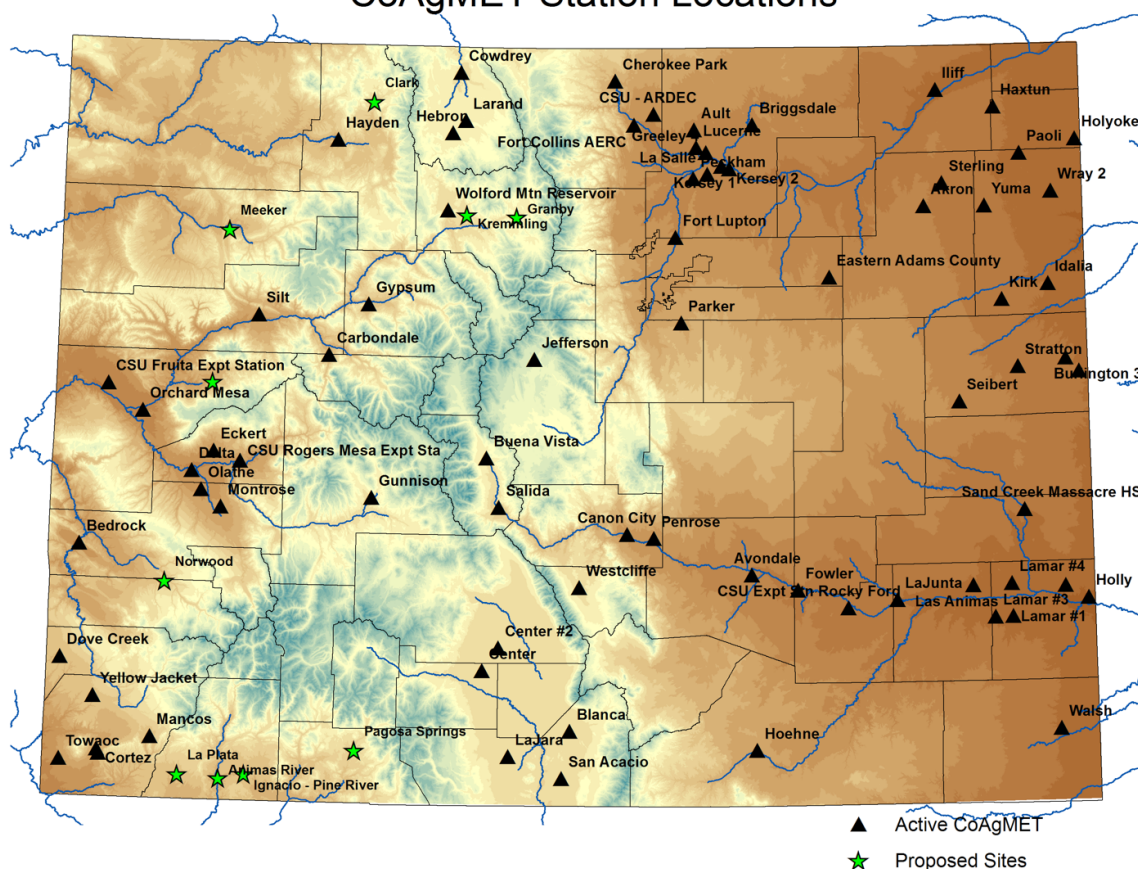 CoAgMET Station Locations
Cowdrey
Cherokee Park
Clark
Iliff
Haxtun
Larand
CSU - ARDEC
Ault
Briggsdale
Hebron
Hayden
Holyoke
Fort Collins AERC
Greeley
Lucerne
Paoli
La Salle
Peckham
Sterling
Wray 2
Kersey 1
Kersey 2
Akron
Yuma
Wolford Mtn Reservoir
Meeker
Granby
Kremmling
Fort Lupton
Eastern Adams County
Idalia
Kirk
Silt
Gypsum
Parker
Carbondale
Jefferson
Stratton
CSU Fruita Expt Station
Burlington 3
Orchard Mesa
Seibert
Eckert
Buena Vista
Delta
CSU Rogers Mesa Expt Sta
Olathe
Montrose
Gunnison
Salida
Sand Creek Massacre HS
Bedrock
Canon City
Penrose
Norwood
Avondale
Lamar #4
Westcliffe
Fowler
LaJunta
Holly
CSU Expt Stn Rocky Ford
Las Animas
Lamar #3
Lamar #1
Dove Creek
Center #2
Center
Yellow Jacket
Blanca
Walsh
Mancos
Pagosa Springs
Hoehne
Towaoc
LaJara
Cortez
La Plata
San Acacio
Animas River
Ignacio - Pine River
Active CoAgMET
Proposed Sites